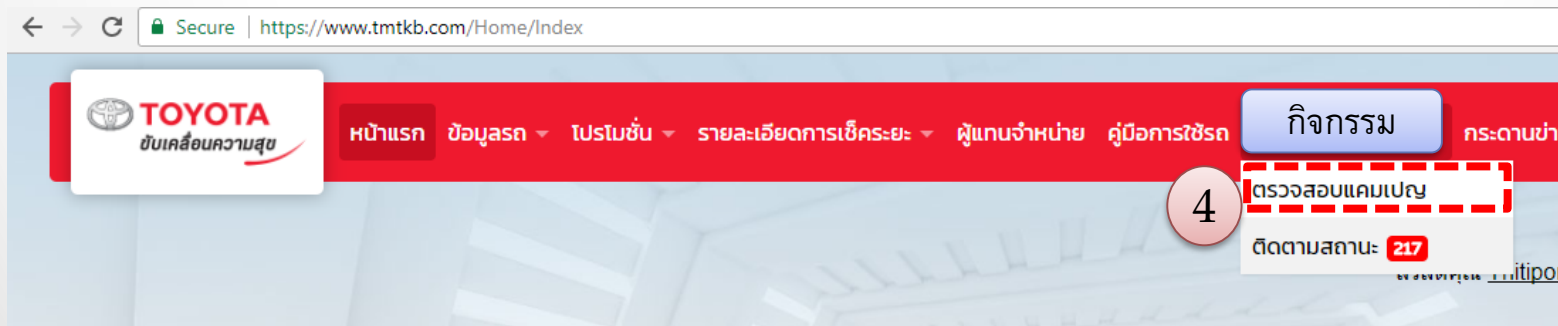 Secure https://www.tmtkb.com/Home/Index
TOYOTA
ขับเคลื่อนความสุข
หน้าแรก ข้อมูลรถ โปรโมชั่น รายละเอียดการเช็คระยะ ผู้แทนจำหน่าย คู่มือการใช้รถ กิจกรรม กระดานข่า
4 ตรวจสอบแคมเปญ
ติดตามสถานะ 217